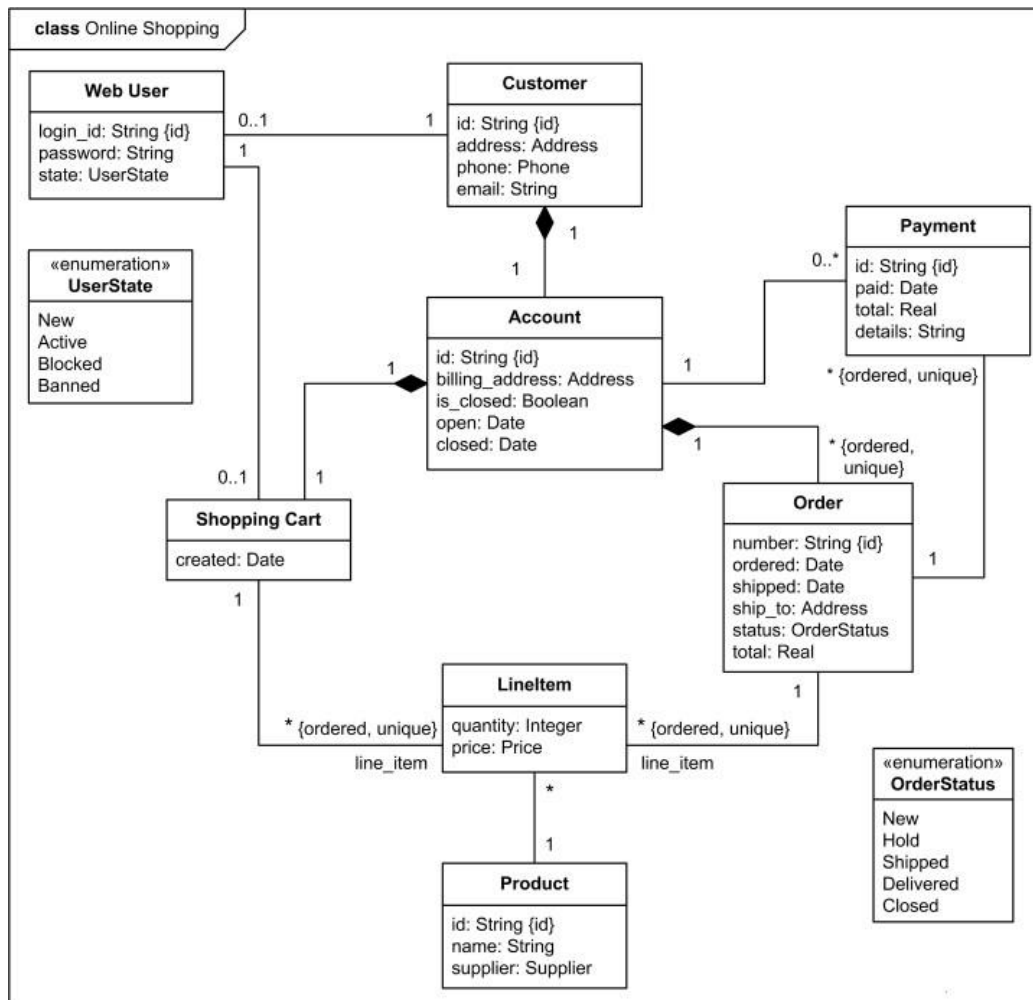 class Online Shopping
Web User
login_id: String {id}
password: String
state: UserState
0..1
1
1
Customer
id: String {id}
address: Address
phone: Phone
email: String
1
1
«enumeration»
UserState
New
Active
Blocked
Banned
Payment
id: String {id}
paid: Date
total: Real
details: String
0..*
* {ordered, unique}
Account
id: String {id}
billing_address: Address
is_closed: Boolean
open: Date
closed: Date
1
1
1
* {ordered,
unique}
0..1
1
Shopping Cart
created: Date
1
Order
number: String {id}
ordered: Date
shipped: Date
ship_to: Address
status: OrderStatus
total: Real
1
1
LineItem
quantity: Integer
price: Price
* {ordered, unique}
line_item
* {ordered, unique}
line_item
*
1
Product
id: String {id}
name: String
supplier: Supplier
«enumeration»
OrderStatus
New
Hold
Shipped
Delivered
Closed